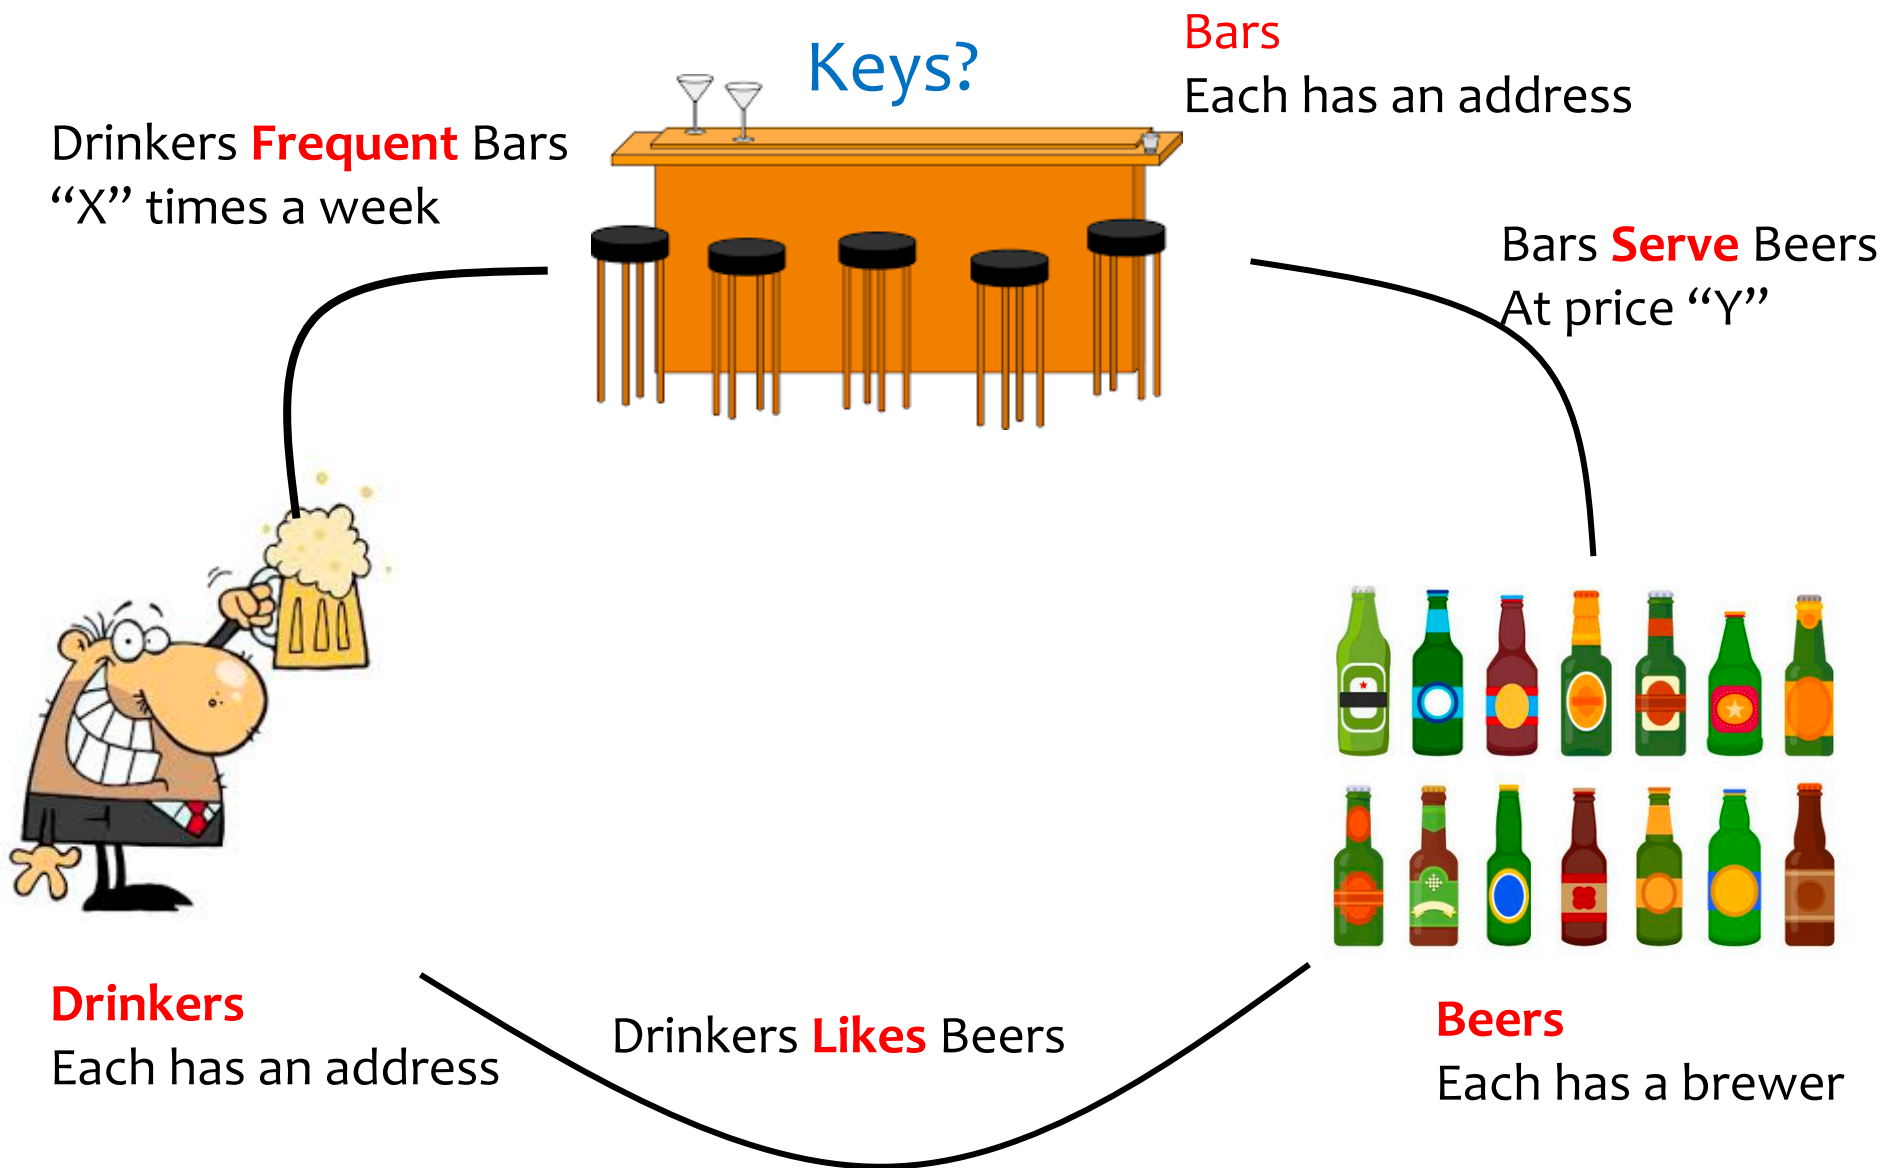 Keys?
Bars
Each has an address
Drinkers Frequent Bars
“X” times a week
Bars Serve Beers
At price “Y”
Drinkers
Each has an address
Drinkers Likes Beers
Beers
Each has a brewer